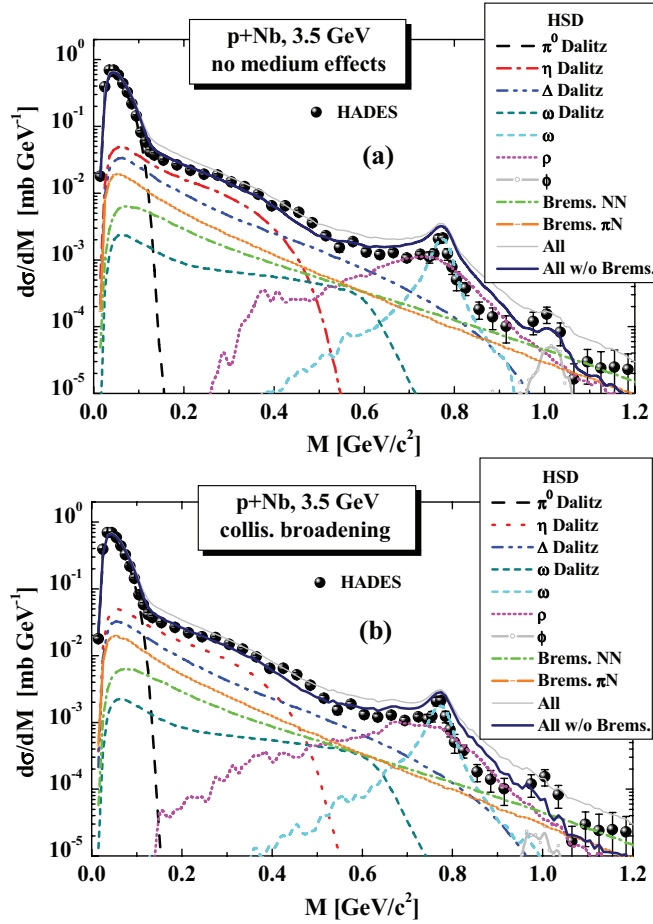 p+Nb, 3.5 GeV
no medium effects
HADES
(a)
HSD
π⁰ Dalitz
η Dalitz
Δ Dalitz
ω Dalitz
ω
ρ
ϕ
Brems. NN
Brems. πN
All
All w/o Brems.
dσ/dM [mb GeV⁻¹]
10¹
10⁰
10⁻¹
10⁻²
10⁻³
10⁻⁴
10⁻⁵
0.0 0.2 0.4 0.6 0.8 1.0 1.2
M [GeV/c²]
p+Nb, 3.5 GeV
collis. broadening
HADES
(b)
HSD
π⁰ Dalitz
η Dalitz
Δ Dalitz
ω Dalitz
ω
ρ
ϕ
Brems. NN
Brems. πN
All
All w/o Brems.
dσ/dM [mb GeV⁻¹]
10¹
10⁰
10⁻¹
10⁻²
10⁻³
10⁻⁴
10⁻⁵
0.0 0.2 0.4 0.6 0.8 1.0 1.2
M [GeV/c²]